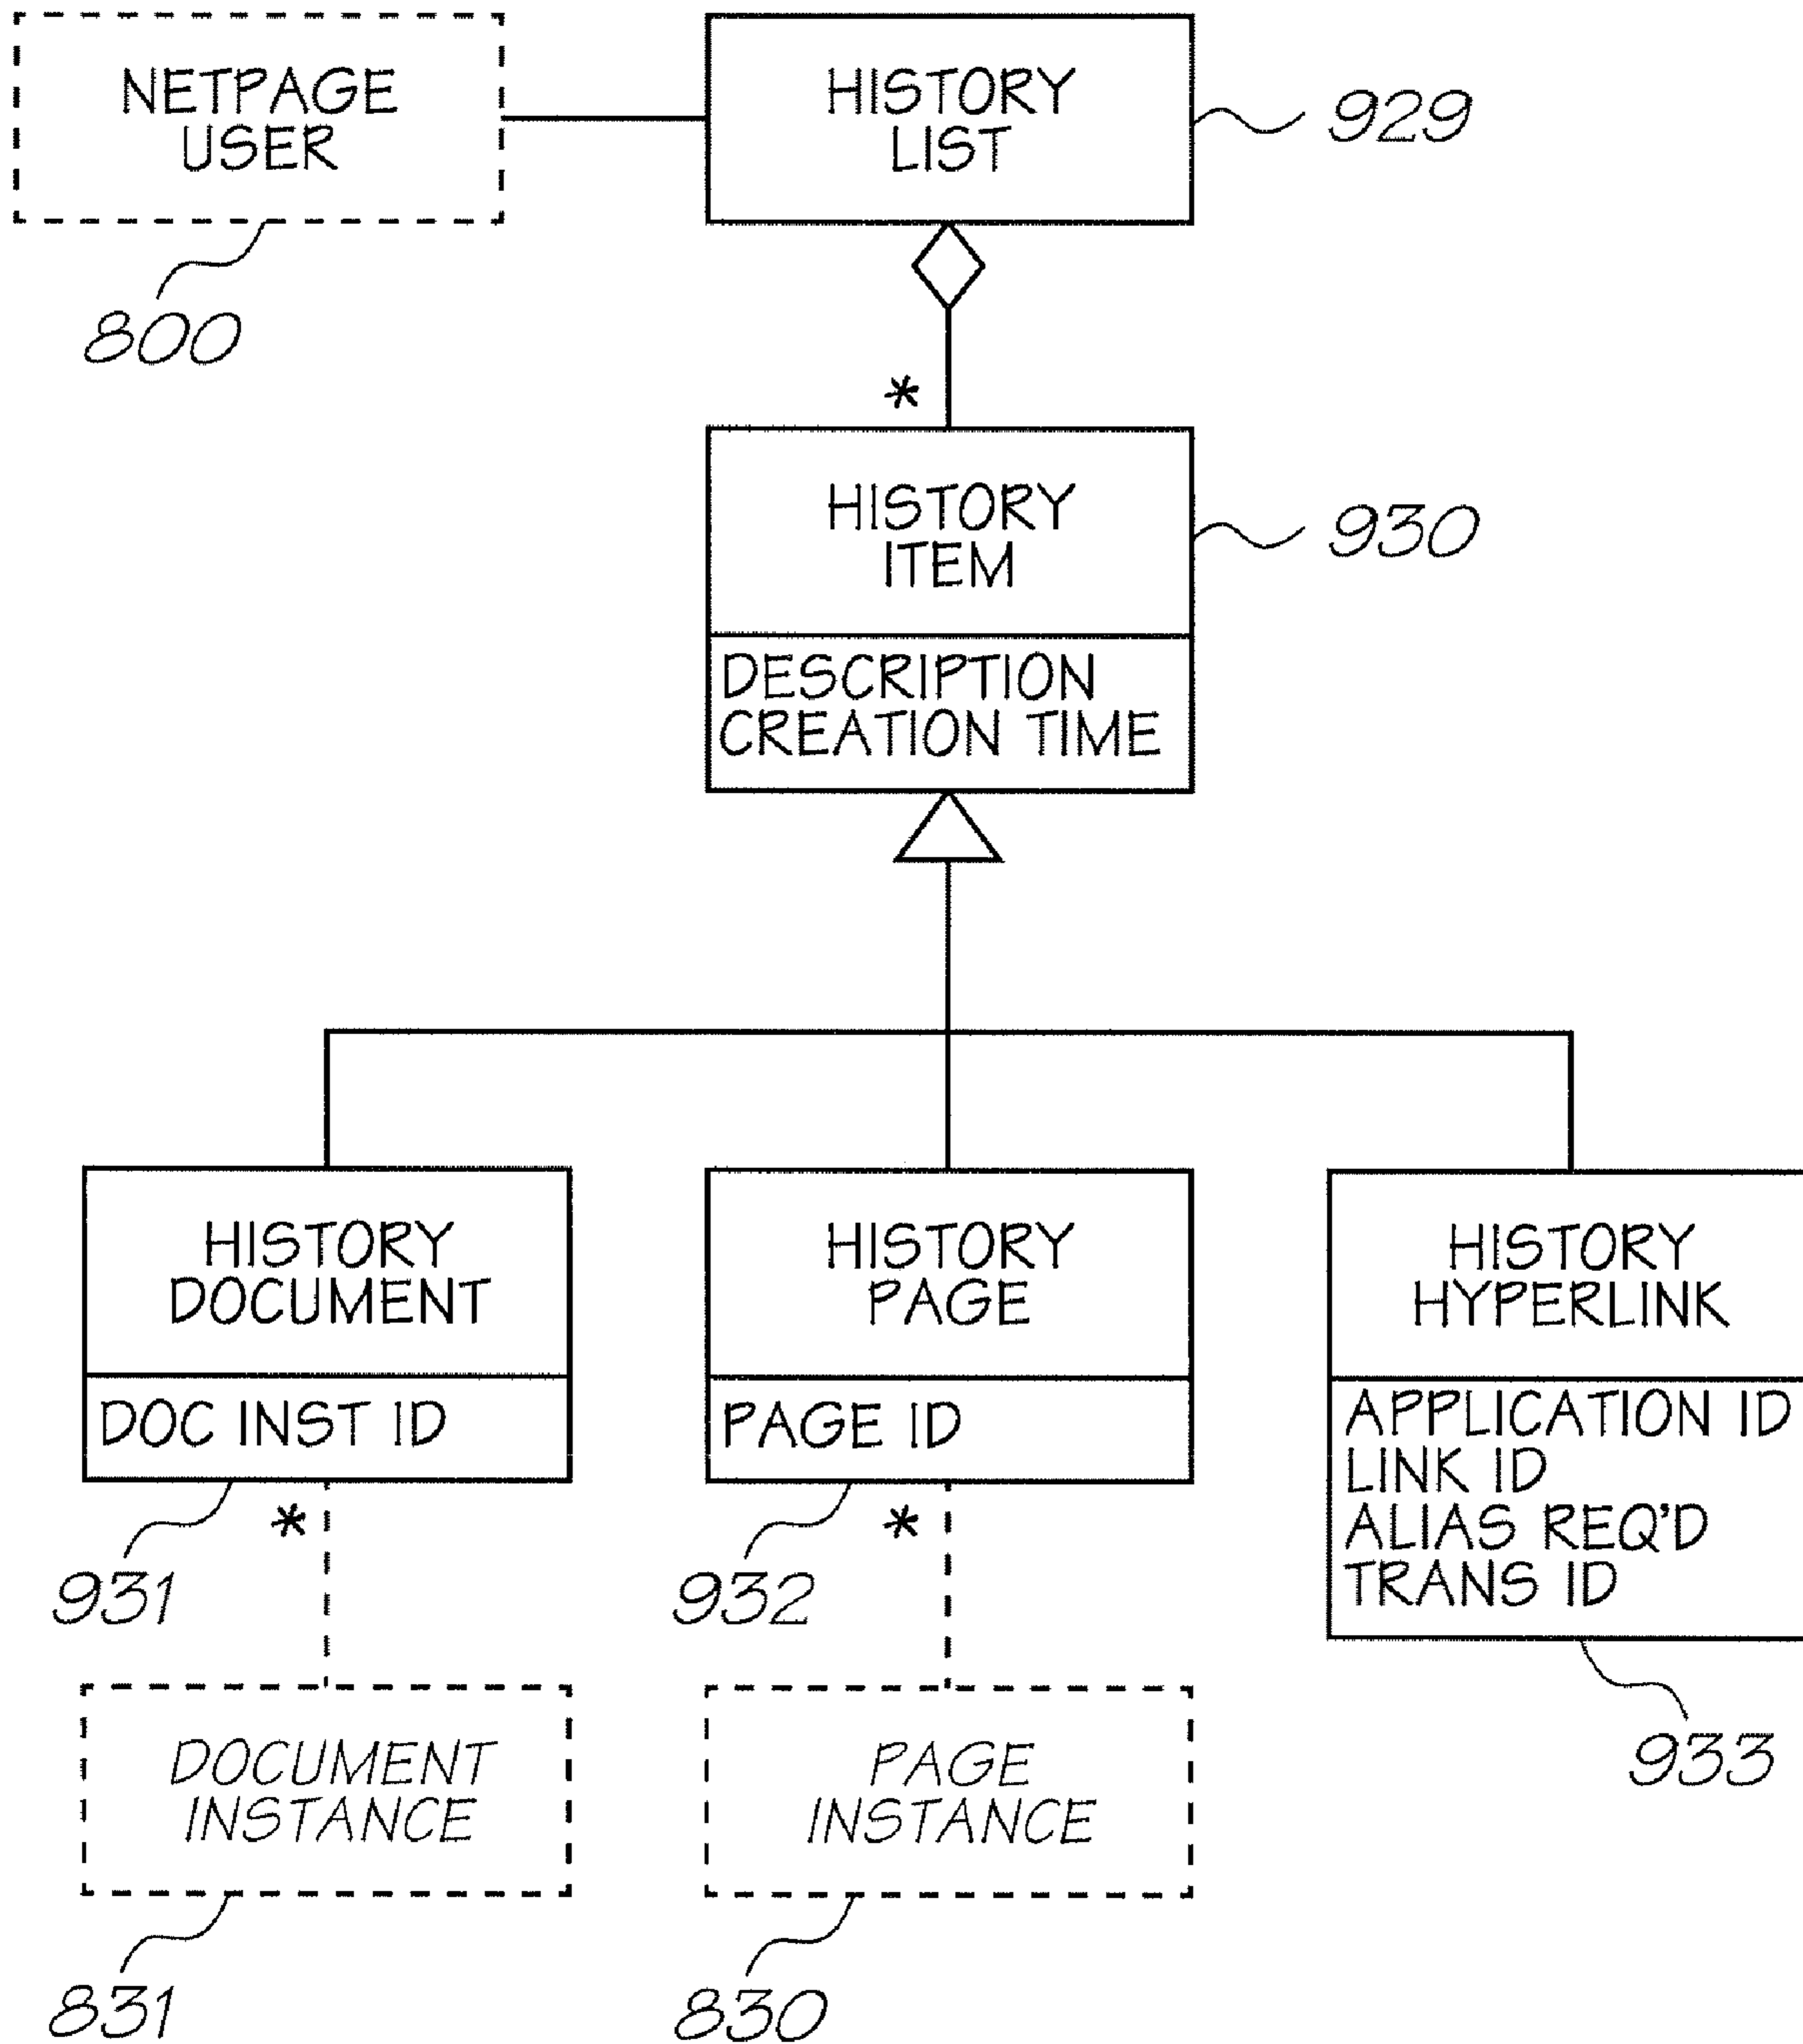 NETPAGE
USER
HISTORY
LIST
929
800
*
HISTORY
ITEM
930
DESCRIPTION
CREATION TIME
HISTORY
DOCUMENT
DOC INST ID
HISTORY
PAGE
PAGE ID
HISTORY
HYPERLINK
APPLICATION ID
LINK ID
ALIAS REQ'D
TRANS ID
*
931
*
932
933
DOCUMENT
INSTANCE
PAGE
INSTANCE
831
830